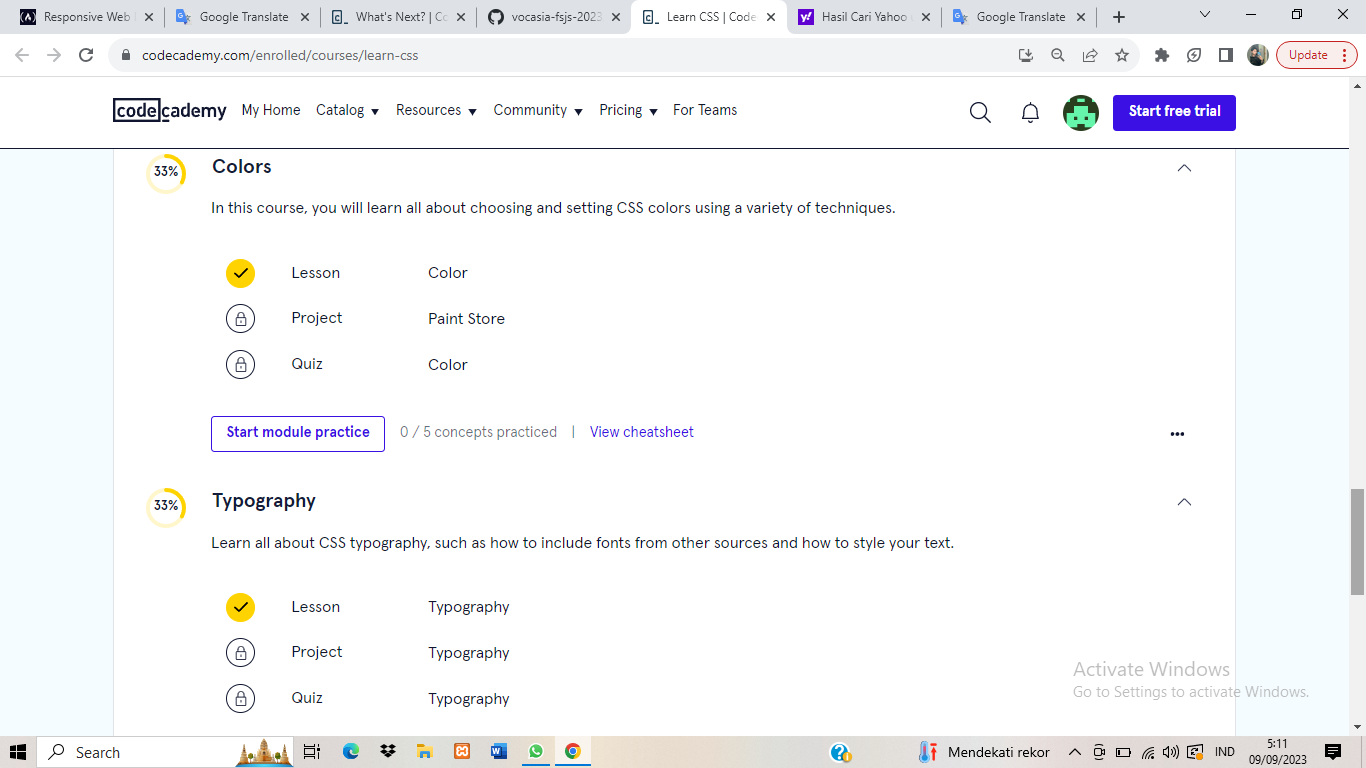 Responsive Web
Google Translate
What's Next? | Co
vocasia-fsjs-2023
Learn CSS | Code
Hasil Cari Yahoo
Google Translate
codecademy.com/enrolled/courses/learn-css
Update
codecademy My Home Catalog Resources Community Pricing For Teams Start free trial
33% Colors
In this course, you will learn all about choosing and setting CSS colors using a variety of techniques.
Lesson Color
Project Paint Store
Quiz Color
Start module practice 0 / 5 concepts practiced | View cheatsheet
33% Typography
Learn all about CSS typography, such as how to include fonts from other sources and how to style your text.
Lesson Typography
Project Typography
Quiz Typography
Activate Windows
Go to Settings to activate Windows.
Search Mendekati rekor IND 5:11
09/09/2023